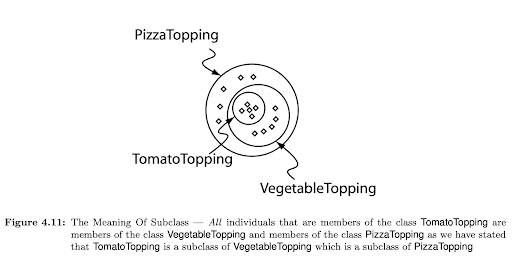 PizzaTopping
TomatoTopping
VegetableTopping
Figure 4.11: The Meaning Of Subclass — All individuals that are members of the class TomatoTopping are
members of the class VegetableTopping and members of the class PizzaTopping as we have stated
that TomatoTopping is a subclass of VegetableTopping which is a subclass of PizzaTopping